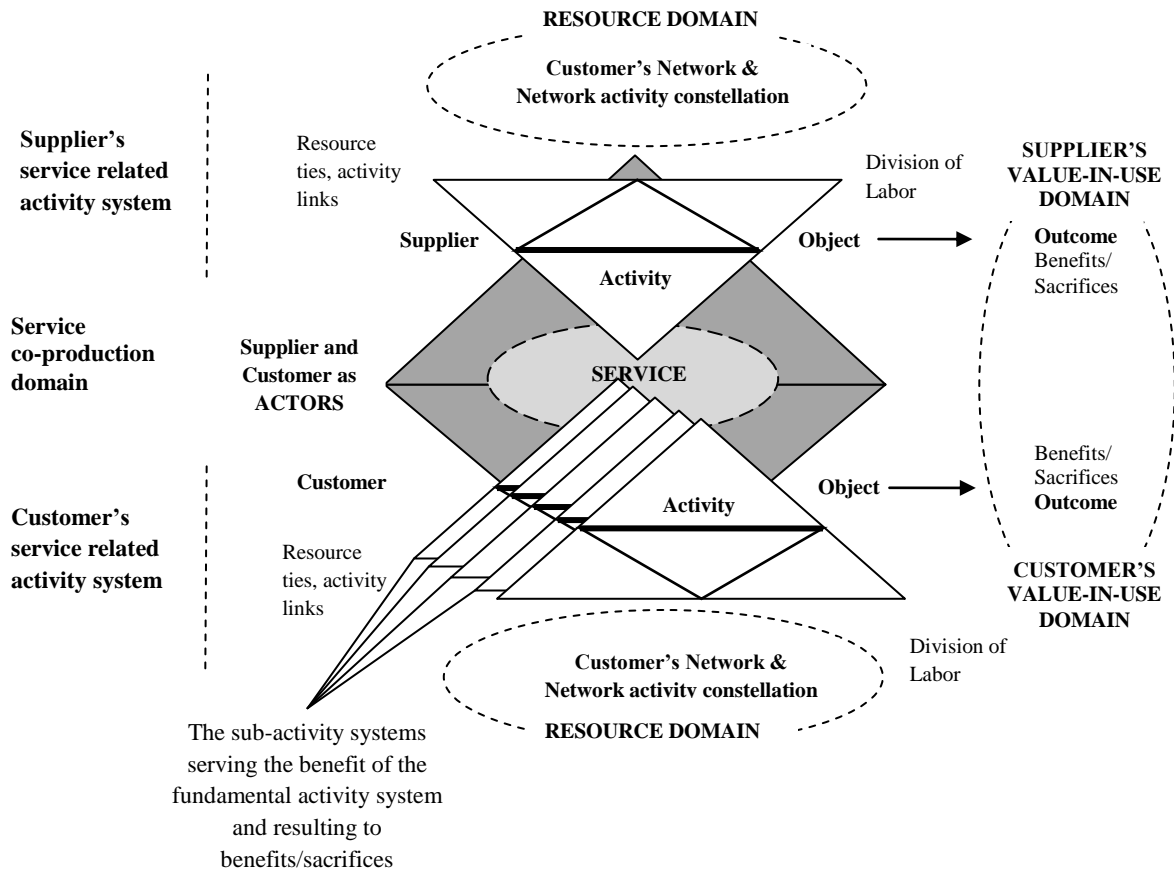 RESOURCE DOMAIN
Customer's Network &
Network activity constellation
Supplier's
service related
activity system
Resource
ties, activity
links
Division of
Labor
SUPPLIER'S
VALUE-IN-USE
DOMAIN
Supplier
Object
Outcome
Benefits/
Sacrifices
Activity
Service
co-production
domain
Supplier and
Customer as
ACTORS
SERVICE
Customer
Activity
Object
Benefits/
Sacrifices
Outcome
Customer's
service related
activity system
Resource
ties, activity
links
CUSTOMER'S
VALUE-IN-USE
DOMAIN
Division of
Labor
Customer's Network &
Network activity constellation
RESOURCE DOMAIN
The sub-activity systems
serving the benefit of the
fundamental activity system
and resulting to
benefits/sacrifices